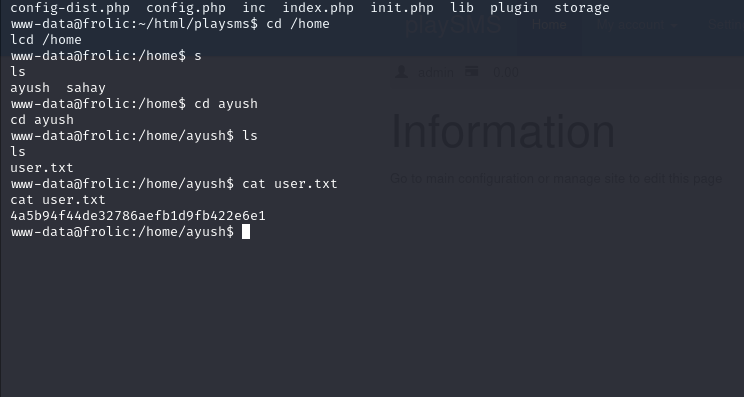 config-dist.php  config.php  inc  index.php  init.php  lib  plugin  storage
www-data@frolic:~/html/playsms$ cd /home
lcd /home
www-data@frolic:/home$ s
ls
ayush  sahay
www-data@frolic:/home$ cd ayush
cd ayush
www-data@frolic:/home/ayush$ ls
ls
user.txt
www-data@frolic:/home/ayush$ cat user.txt
cat user.txt
4a5b94f44de32786aefb1d9fb422e6e1
www-data@frolic:/home/ayush$
playSMS Home My account
admin 0.00
Information
Go to main configuration or manage site to edit this page